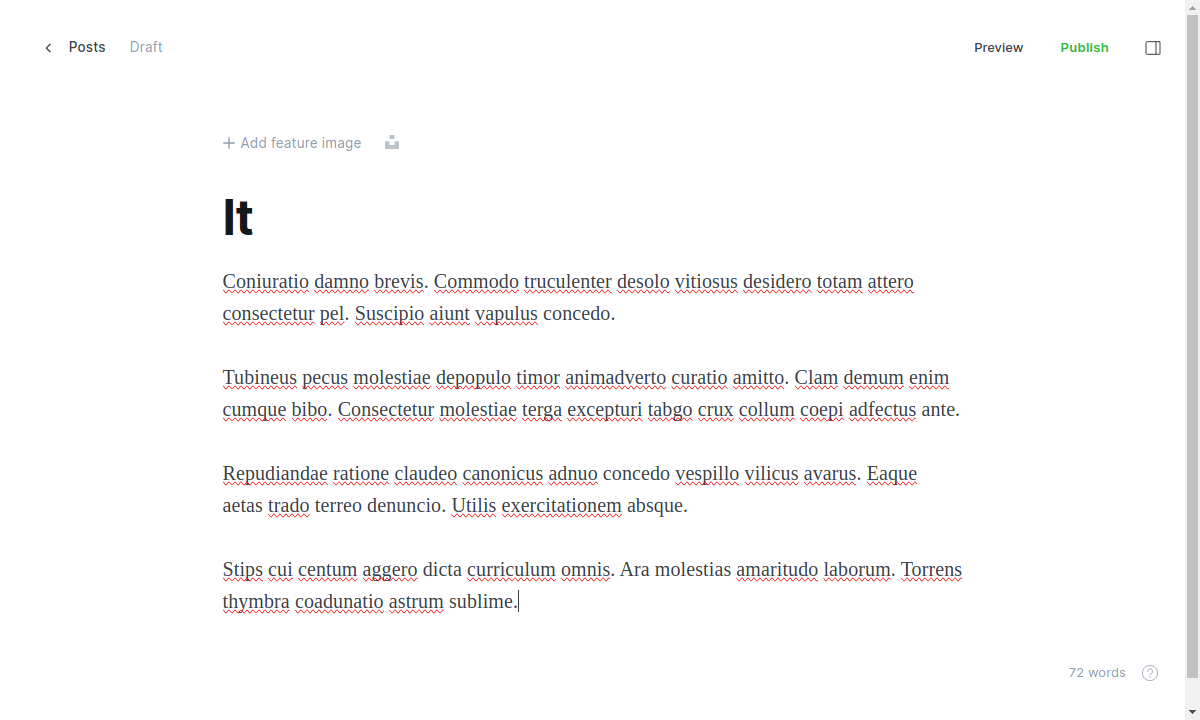 Posts Draft Preview Publish
Add feature image
It
Coniuratio damno brevis. Commodo truculenter desolo vitiosus desidero totam attero
consectetur pel. Suscipio aiunt vapulus concedo.
Tubineus pecus molestiae depopulo timor animadverto curatio amitto. Clam demum enim
cumque bibo. Consectetur molestiae terga excepturi tabgo crux collum coepi adfectus ante.
Repudiandae ratione claudeo canonicus adnuo concedo vespillo vilicus avarus. Eaque
aetas trado terreo denuncio. Utilis exercitationem absque.
Stips cui centum aggero dicta curriculum omnis. Ara molestias amaritudo laborum. Torrens
thymbra coadunatio astrum sublime.
72 words ?